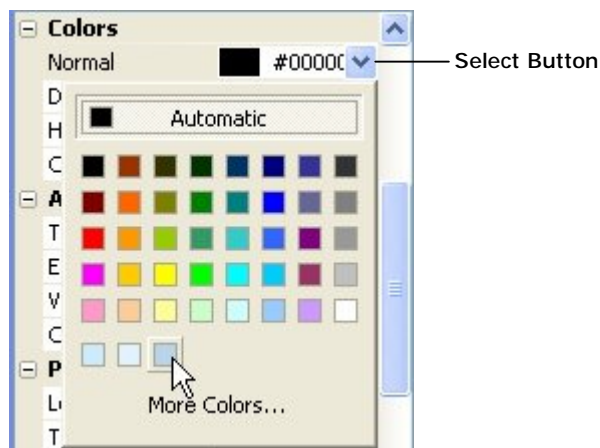 Colors
Normal #00000 Select Button
D
Automatic
H
C
A
T
E
V
C
P
More Colors...
T